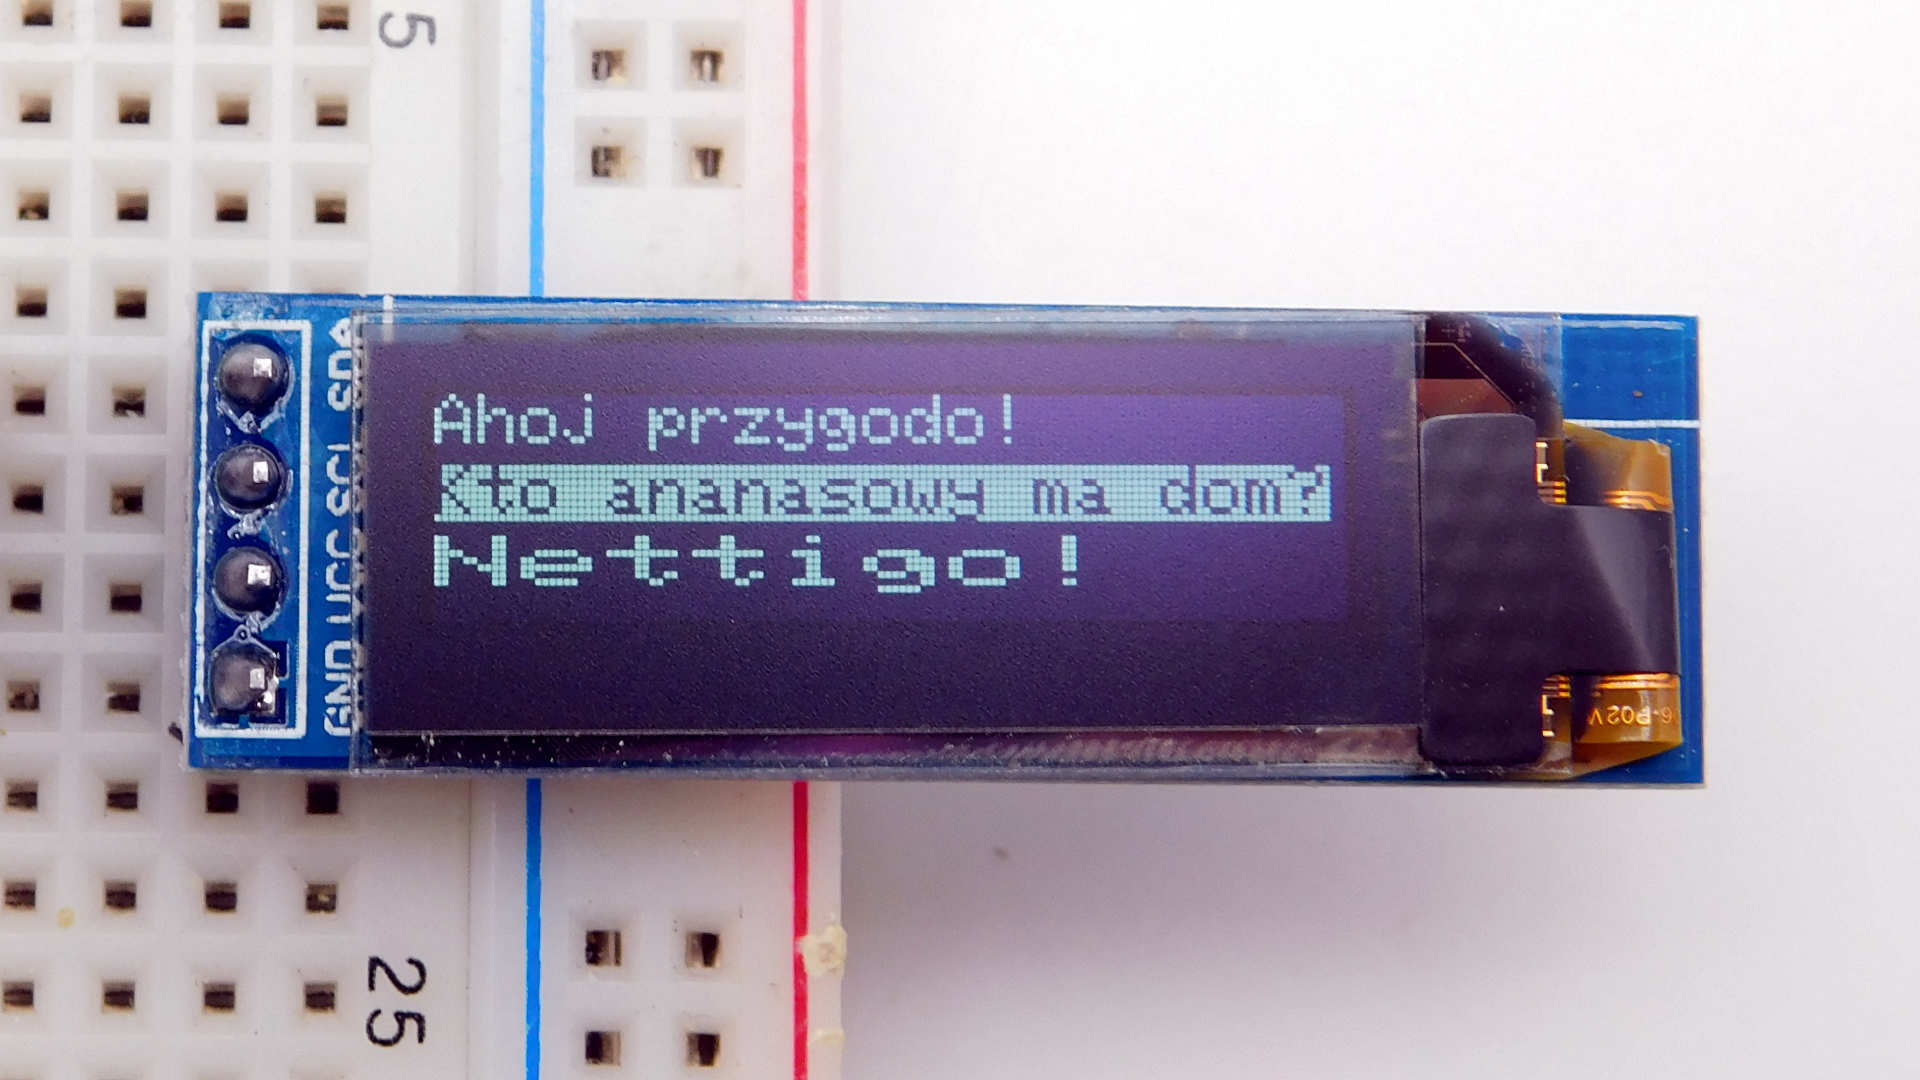 5
SDA
SCL
VCC
GND
Ahoj przygodo!
Kto ananasowy ma dom?
Nettigo!
25